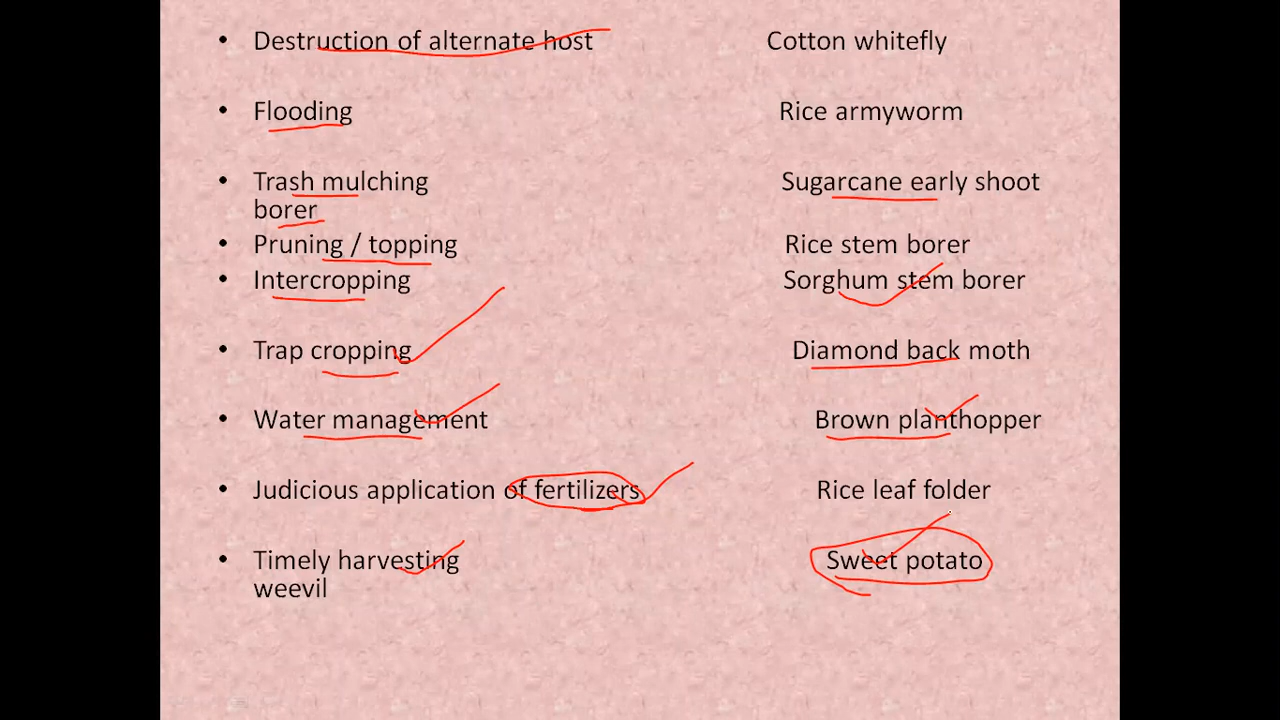 • Destruction of alternate host Cotton whitefly
• Flooding Rice armyworm
• Trash mulching Sugarcane early shoot
borer
• Pruning / topping Rice stem borer
• Intercropping Sorghum stem borer
• Trap cropping Diamond back moth
• Water management Brown planthopper
• Judicious application of fertilizers Rice leaf folder
• Timely harvesting Sweet potato
weevil